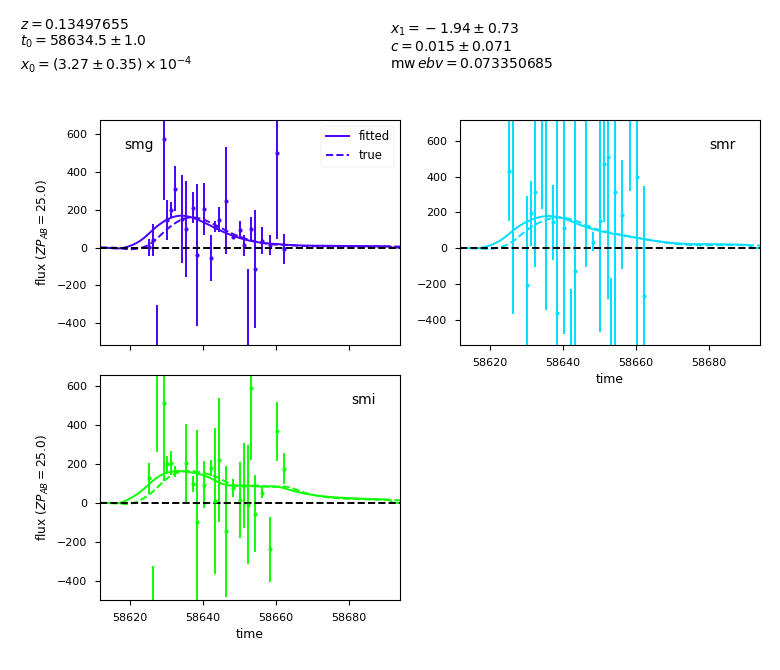 z = 0.13497655
t₀ = 58634.5 ± 1.0
x₀ = (3.27 ± 0.35) × 10⁻⁴
x₁ = −1.94 ± 0.73
c = 0.015 ± 0.071
mw ebv = 0.073350685
smg
fitted
true
600
400
200
0
−200
−400
flux (ZP_AB = 25.0)
smr
600
400
200
0
−200
−400
58620 58640 58660 58680
time
smi
600
400
200
0
−200
−400
flux (ZP_AB = 25.0)
58620 58640 58660 58680
time